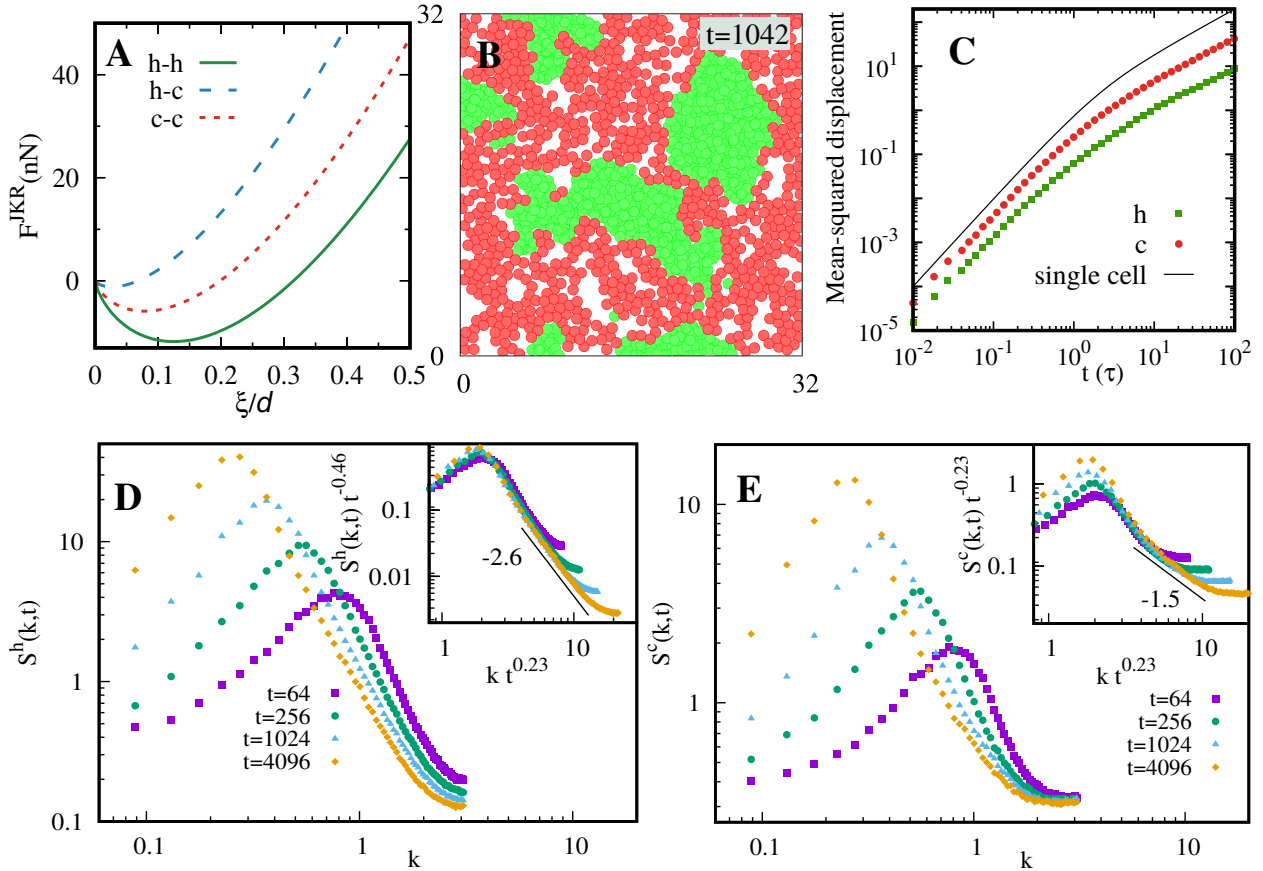 A
h-h
h-c
c-c
F^JKR(nN)
40
20
0
0
0.1
0.2
0.3
0.4
0.5
ξ/d
32
B
t=1042
0
0
32
C
Mean-squared displacement
10^1
10^-1
10^-3
10^-5
h
c
single cell
10^-2
10^-1
10^0
10^1
10^2
t (τ)
D
S^h(k,t)
10
1
0.1
t=64
t=256
t=1024
t=4096
0.1
1
10
k
S^h(k,t) t^-0.46
0.1
0.01
-2.6
1
10
k t^0.23
E
S^c(k,t)
10
1
t=64
t=256
t=1024
t=4096
0.1
1
10
k
S^c(k,t) t^-0.23
1
0.1
-1.5
1
10
k t^0.23